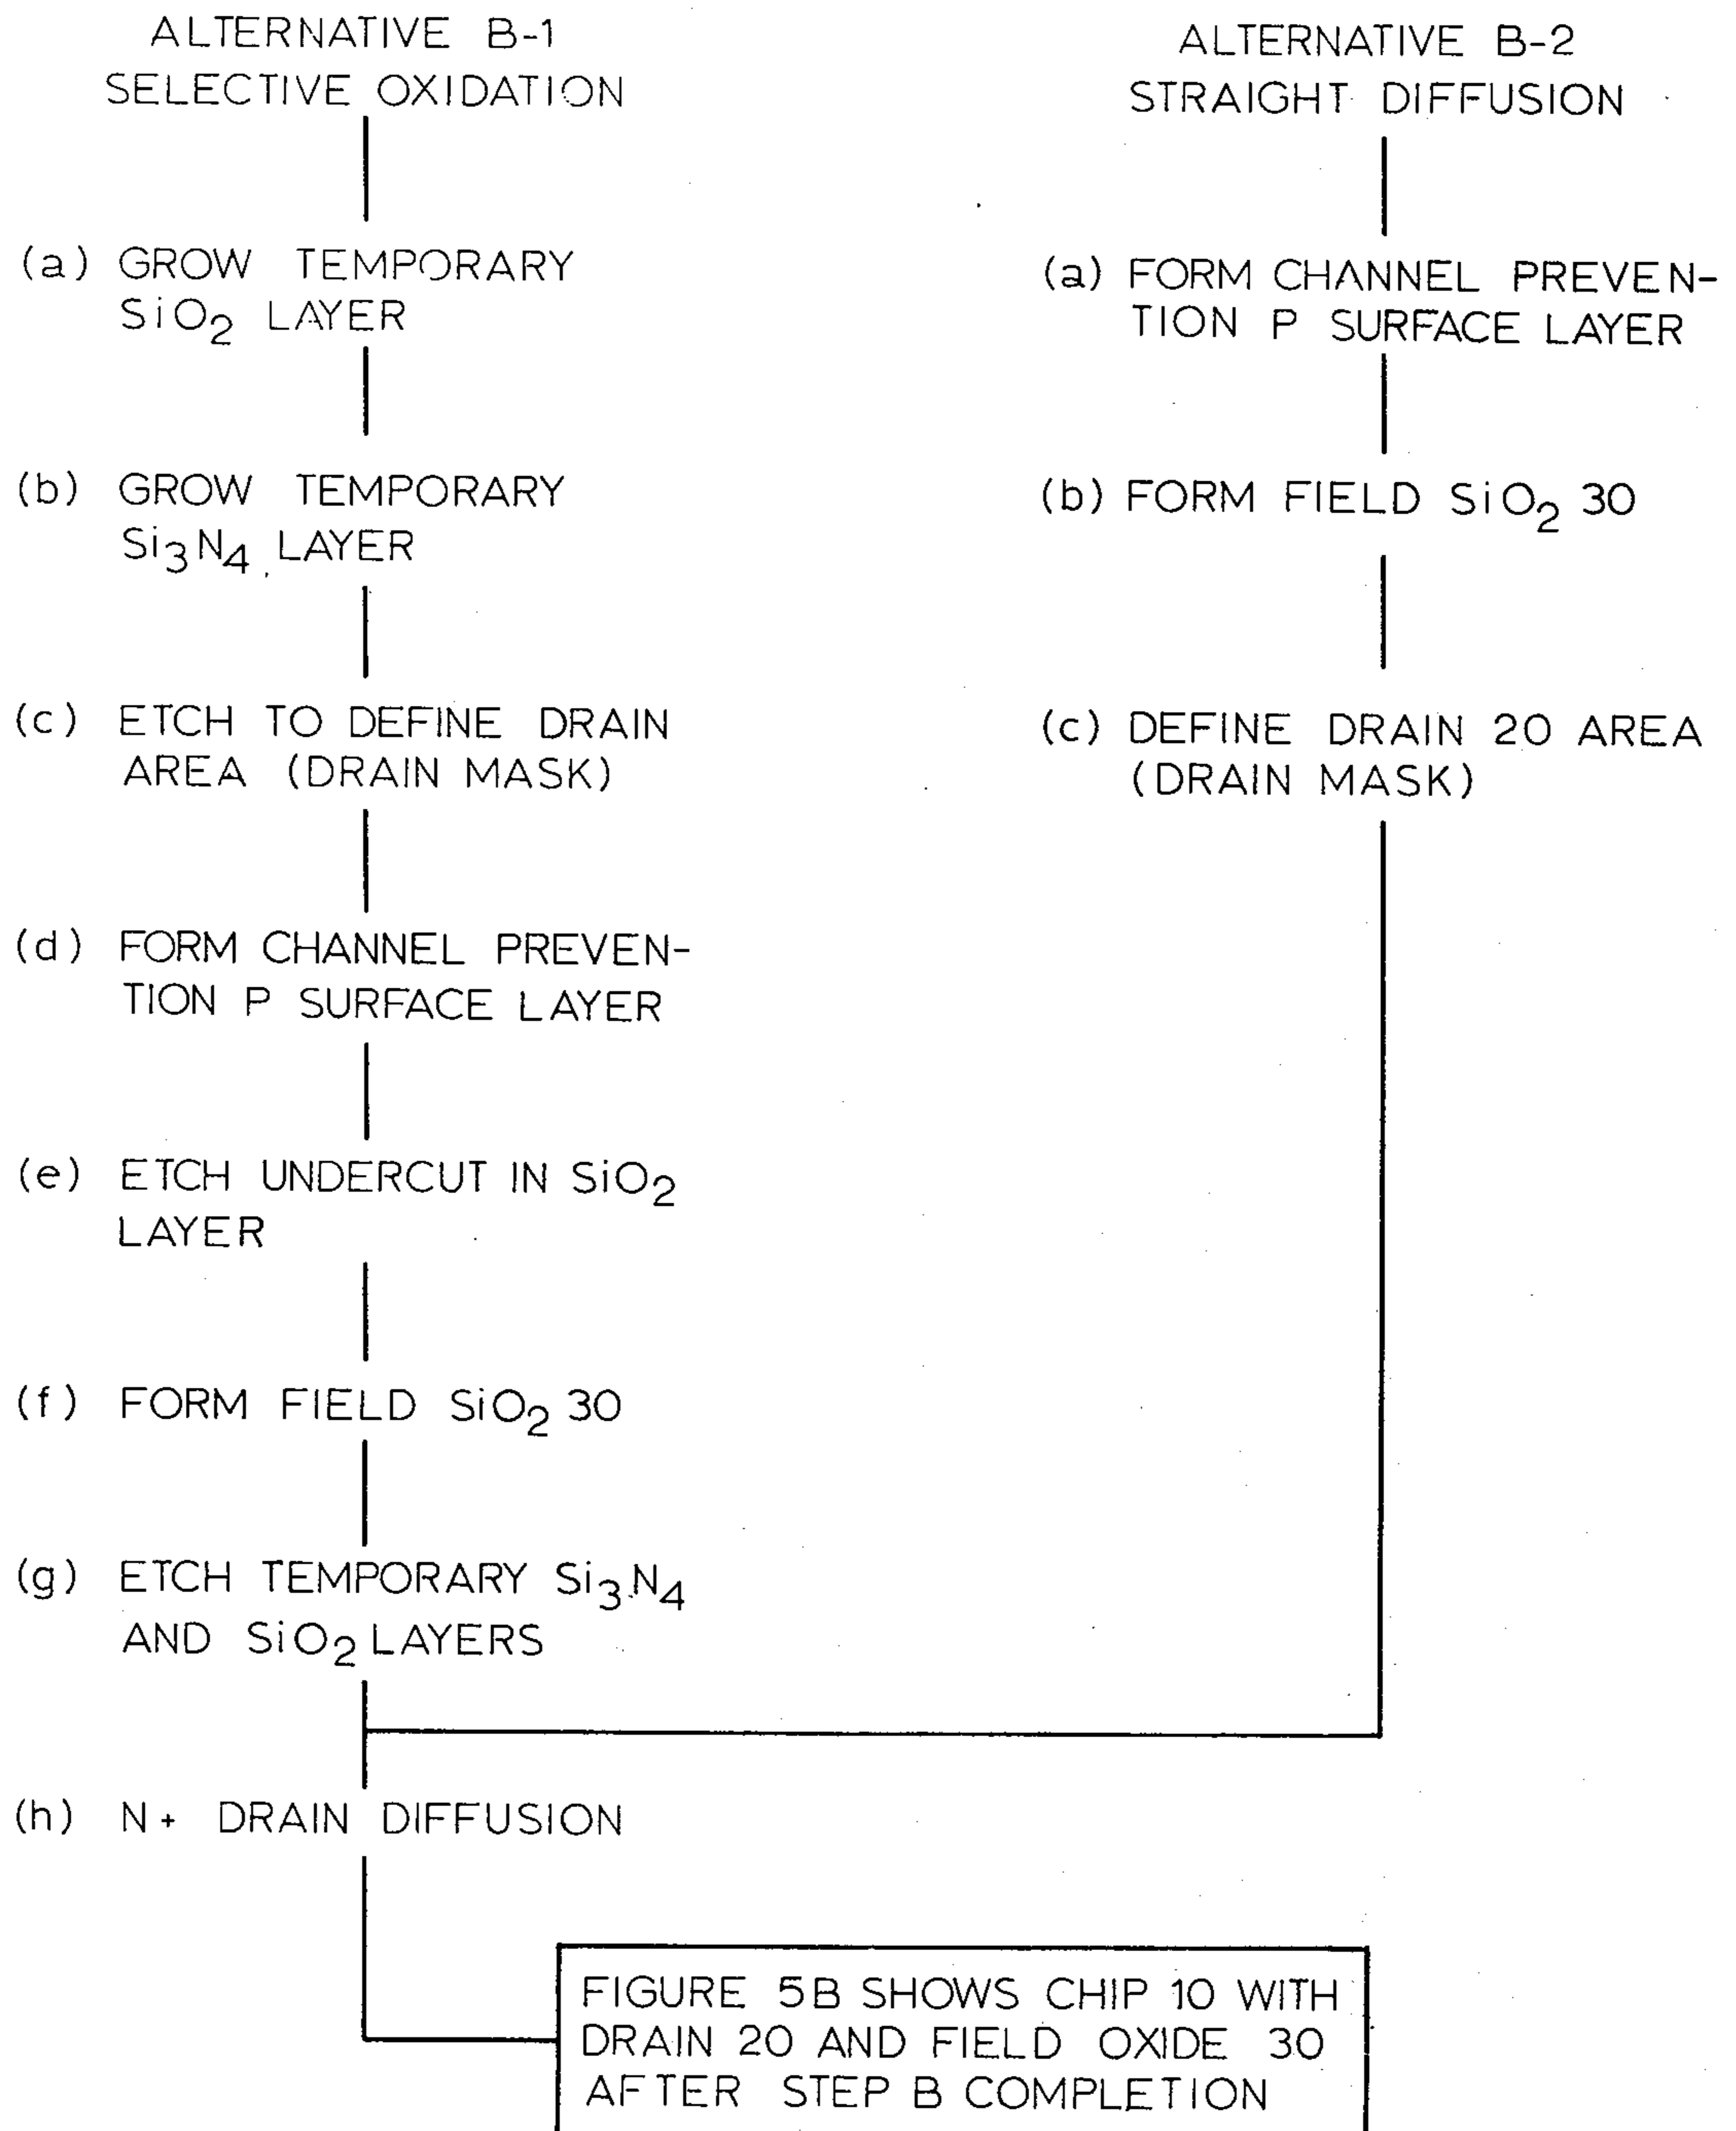 ALTERNATIVE B-1
SELECTIVE OXIDATION
(a) GROW TEMPORARY
SiO₂ LAYER
(b) GROW TEMPORARY
Si₃N₄ LAYER
(c) ETCH TO DEFINE DRAIN
AREA (DRAIN MASK)
(d) FORM CHANNEL PREVEN-
TION P SURFACE LAYER
(e) ETCH UNDERCUT IN SiO₂
LAYER
(f) FORM FIELD SiO₂ 30
(g) ETCH TEMPORARY Si₃N₄
AND SiO₂ LAYERS
ALTERNATIVE B-2
STRAIGHT DIFFUSION
(a) FORM CHANNEL PREVEN-
TION P SURFACE LAYER
(b) FORM FIELD SiO₂ 30
(c) DEFINE DRAIN 20 AREA
(DRAIN MASK)
(h) N+ DRAIN DIFFUSION
FIGURE 5B SHOWS CHIP 10 WITH
DRAIN 20 AND FIELD OXIDE 30
AFTER STEP B COMPLETION